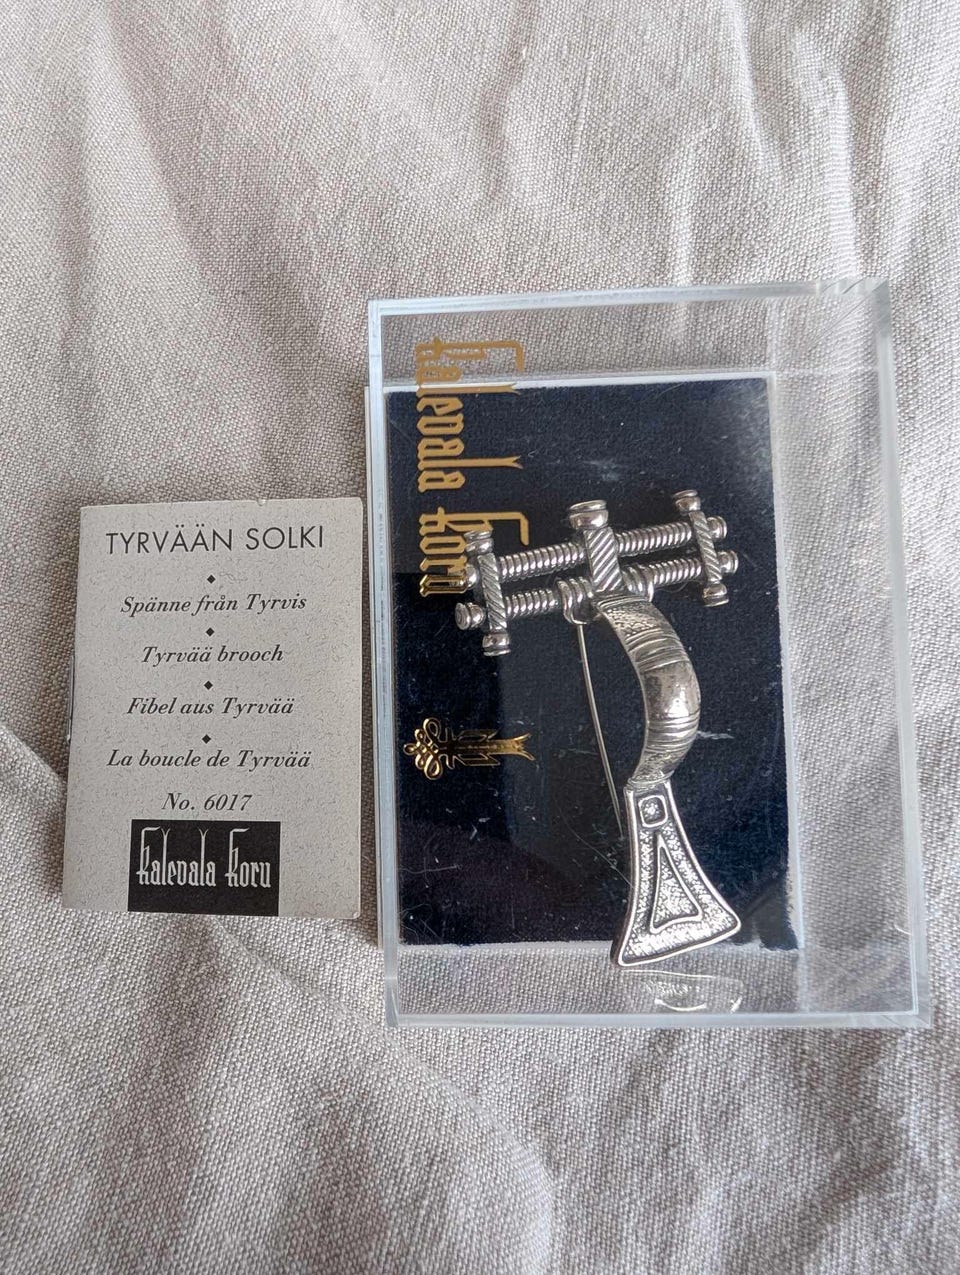 TYRVÄÄN SOLKI
Spänne från Tyrvis
Tyrvää brooch
Fibel aus Tyrvää
La boucle de Tyrvää
No. 6017
Kalevala Koru
Kalevala Koru